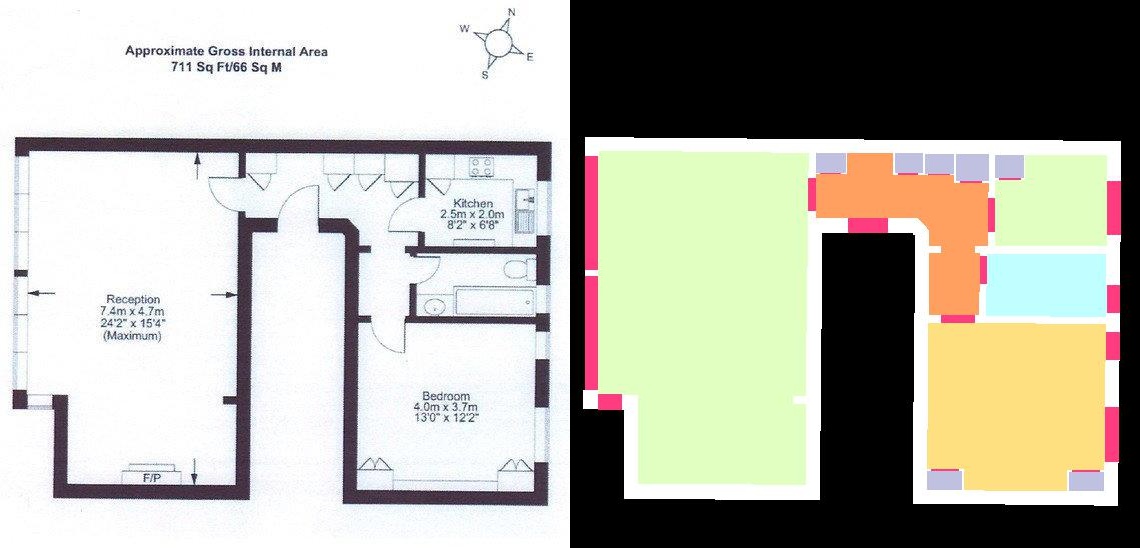 N
W
E
S
Approximate Gross Internal Area
711 Sq Ft/66 Sq M
Kitchen
2.5m x 2.0m
8'2" x 6'8"
Reception
7.4m x 4.7m
24'2" x 15'4"
(Maximum)
Bedroom
4.0m x 3.7m
13'0" x 12'2"
F/P